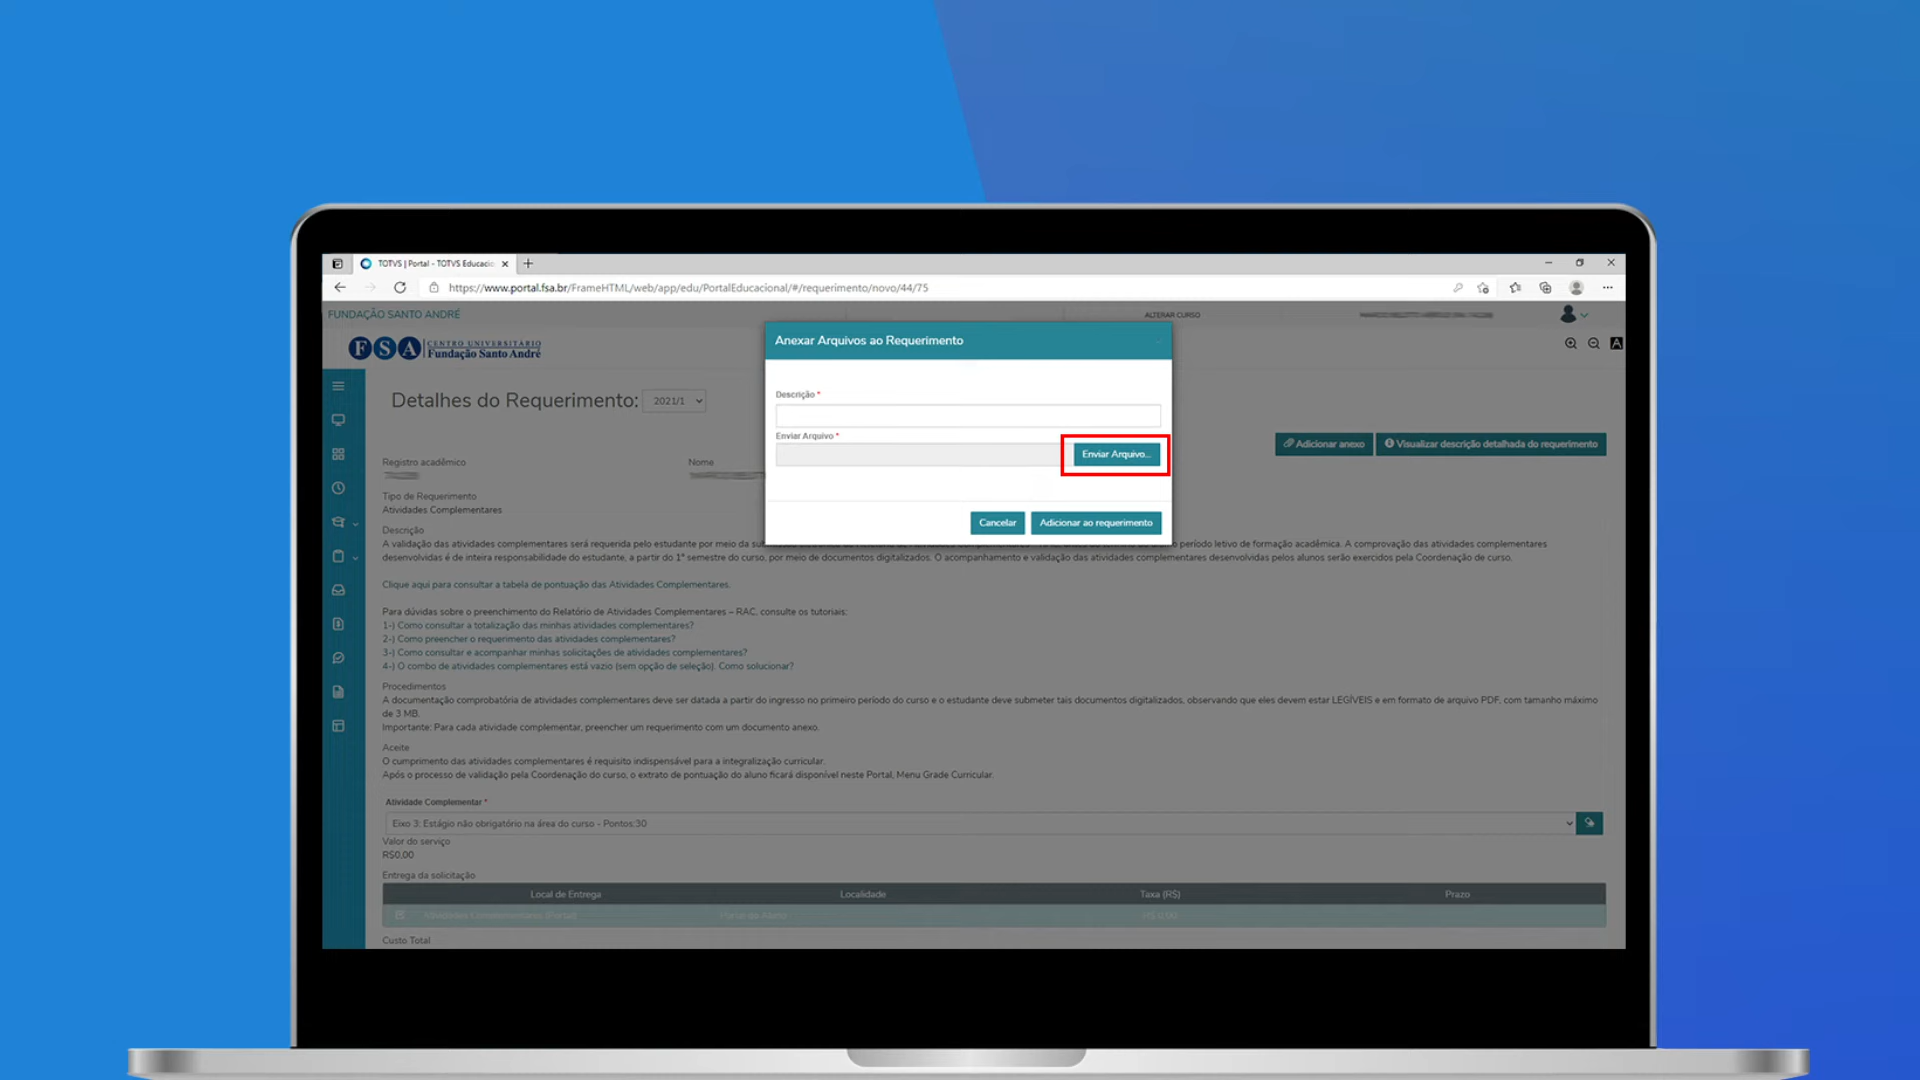 TOTVS | Portal - TOTVS Educacio
https://www.portal.fsa.br/FrameHTML/web/app/edu/PortalEducacional/#/requerimento/novo/44/75
FUNDAÇÃO SANTO ANDRÉ
ALTERAR CURSO
FSA CENTRO UNIVERSITÁRIO
Fundação Santo André
A
Anexar Arquivos ao Requerimento
Descrição *
Enviar Arquivo *
Enviar Arquivo...
Cancelar
Adicionar ao requerimento
Detalhes do Requerimento: 2021/1
Adicionar anexo
Visualizar descrição detalhada do requerimento
Registro acadêmico
Nome
Tipo de Requerimento
Atividades Complementares
Descrição
A validação das atividades complementares será requerida pelo estudante por meio da período letivo de formação acadêmica. A comprovação das atividades complementares
desenvolvidas é de inteira responsabilidade do estudante, a partir do 1º semestre do curso, por meio de documentos digitalizados. O acompanhamento e validação das atividades complementares desenvolvidas pelos alunos serão exercidos pela Coordenação de curso.
Clique aqui para consultar a tabela de pontuação das Atividades Complementares.
Para dúvidas sobre o preenchimento do Relatório de Atividades Complementares – RAC, consulte os tutoriais:
1-) Como consultar a totalização das minhas atividades complementares?
2-) Como preencher o requerimento das atividades complementares?
3-) Como consultar e acompanhar minhas solicitações de atividades complementares?
4-) O combo de atividades complementares está vazio (sem opção de seleção). Como solucionar?
Procedimentos
A documentação comprobatória de atividades complementares deve ser datada a partir do ingresso no primeiro período do curso e o estudante deve submeter tais documentos digitalizados, observando que eles devem estar LEGÍVEIS e em formato de arquivo PDF, com tamanho máximo
de 3 MB.
Importante: Para cada atividade complementar, preencher um requerimento com um documento anexo.
Aceite
O cumprimento das atividades complementares é requisito indispensável para a integralização curricular.
Após o processo de validação pela Coordenação do curso, o extrato de pontuação do aluno ficará disponível neste Portal, Menu Grade Curricular.
Atividade Complementar *
Eixo 3: Estágio não obrigatório na área do curso - Pontos:30
Valor do serviço
R$0,00
Entrega da solicitação
Local de Entrega Localidade Taxa (R$) Prazo
Atividades Complementares (Portal) Portal do Aluno R$ 0,00
Custo Total